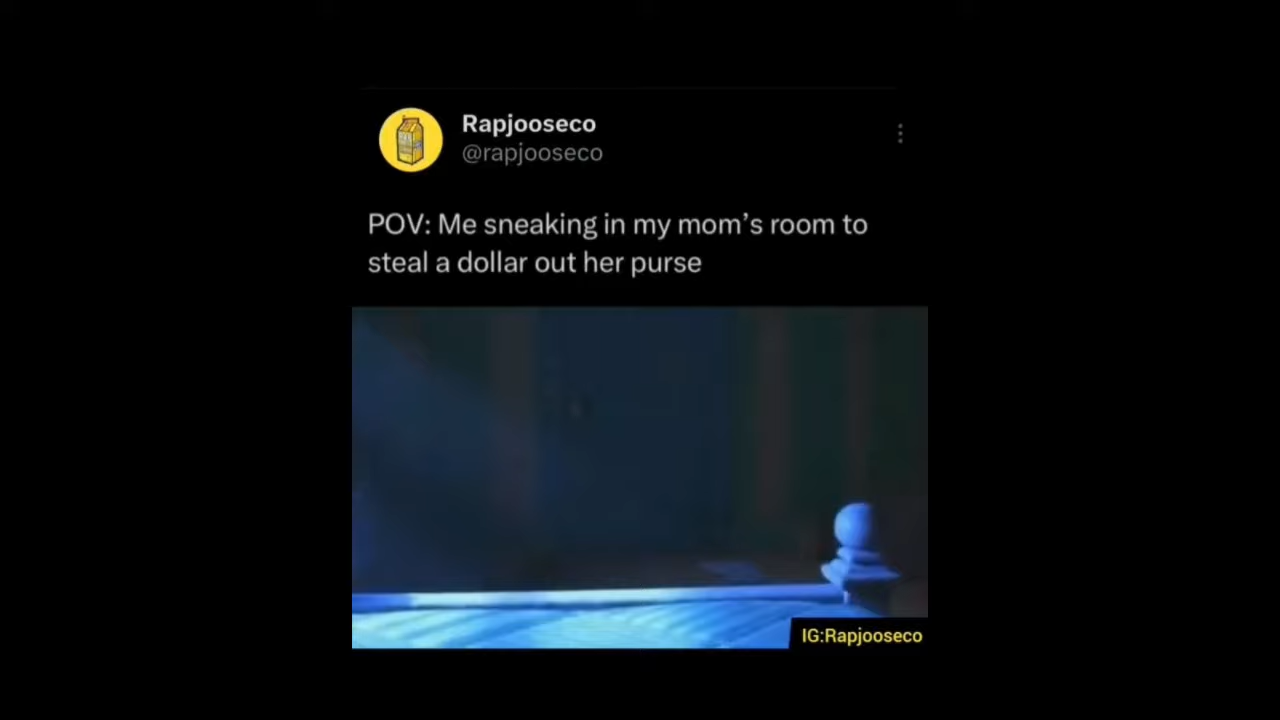 Rapjooseco
@rapjooseco
POV: Me sneaking in my mom’s room to
steal a dollar out her purse
IG:Rapjooseco